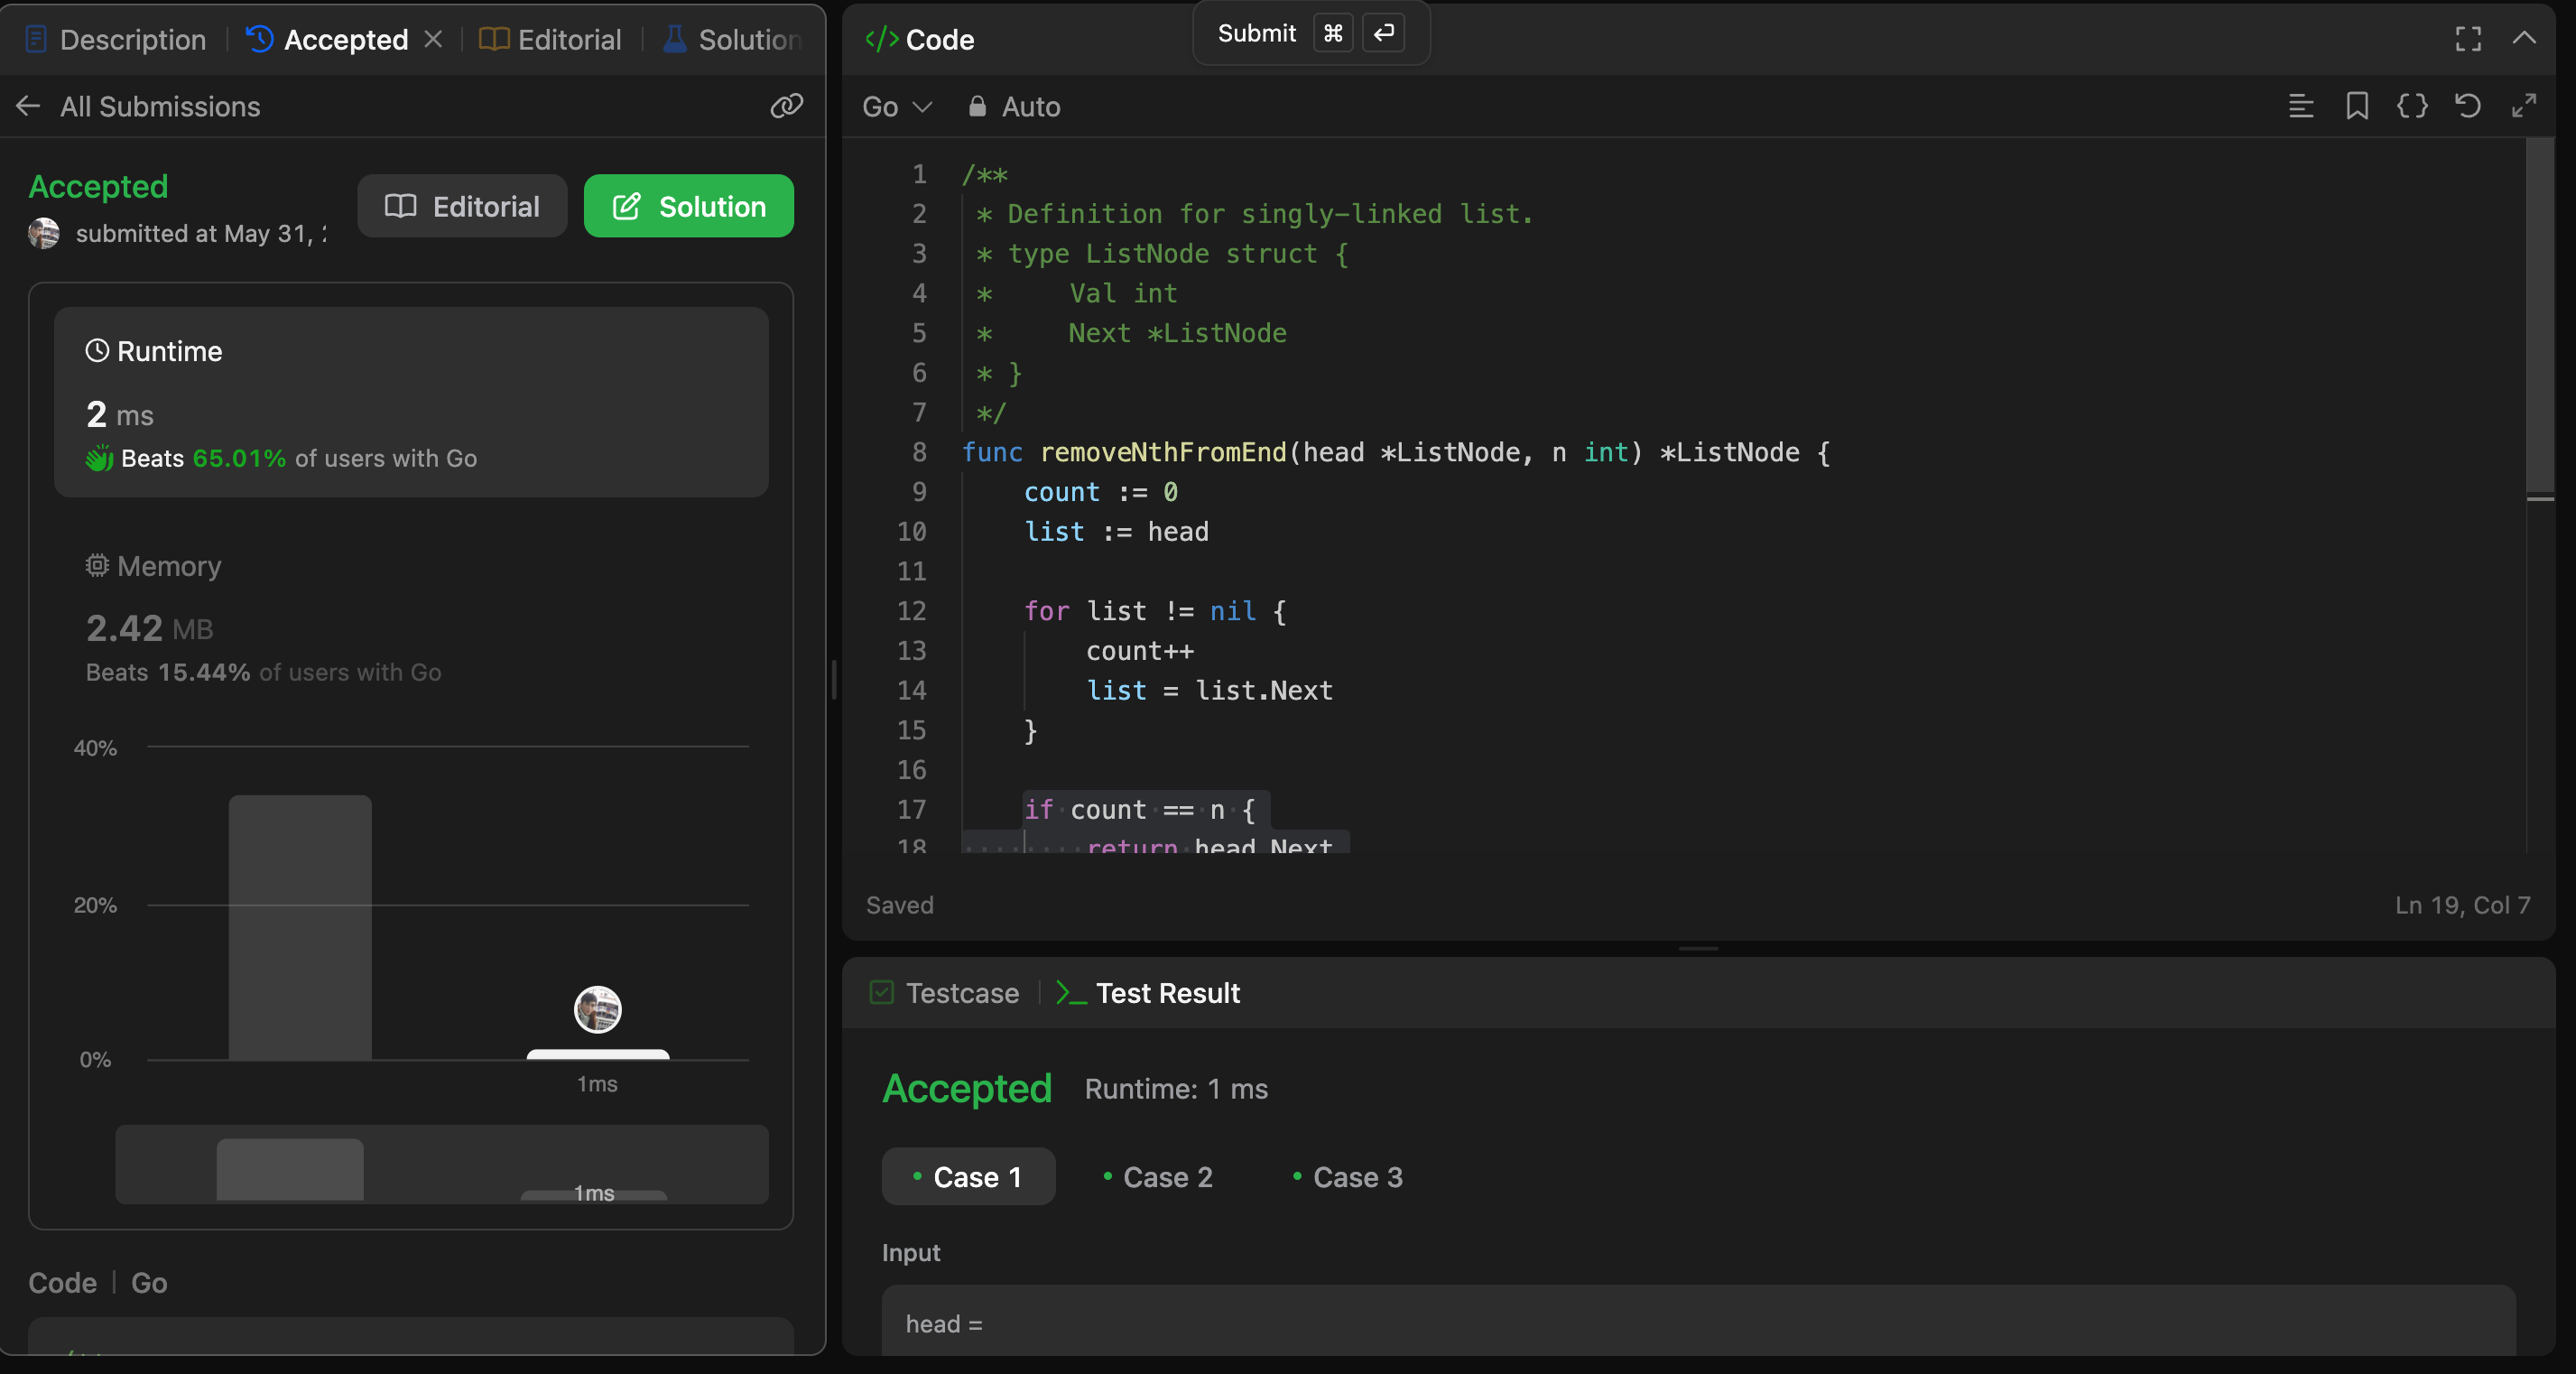 Description
Accepted
Editorial
Solution
All Submissions
Accepted
submitted at May 31,
Editorial
Solution
Runtime
2 ms
Beats 65.01% of users with Go
Memory
2.42 MB
Beats 15.44% of users with Go
40%
20%
0%
1ms
1ms
Code | Go
</> Code
Submit ⌘
Go
Auto
1 /**
2  * Definition for singly-linked list.
3  * type ListNode struct {
4  *     Val int
5  *     Next *ListNode
6  * }
7  */
8 func removeNthFromEnd(head *ListNode, n int) *ListNode {
9     count := 0
10     list := head
11
12     for list != nil {
13         count++
14         list = list.Next
15     }
16
17     if count == n {
18         return head.Next
Saved
Ln 19, Col 7
Testcase
>_ Test Result
Accepted Runtime: 1 ms
• Case 1 • Case 2 • Case 3
Input
head =